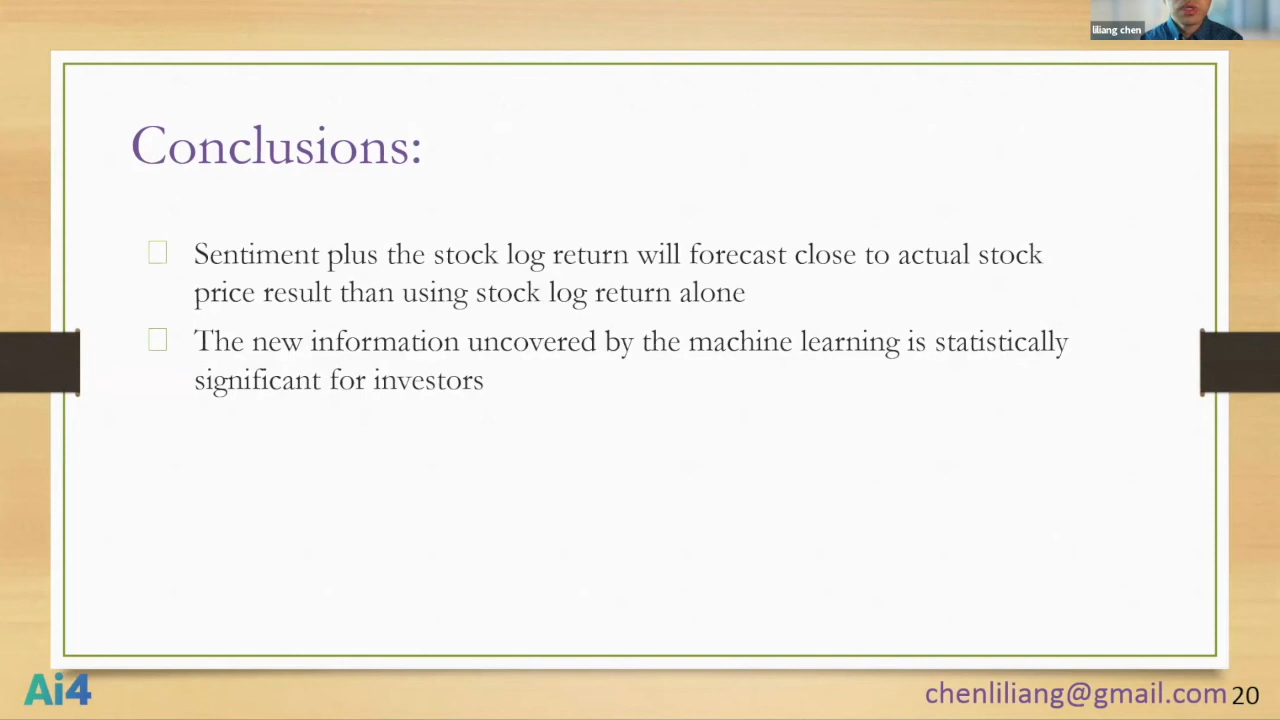 liliang chen
Conclusions:
Sentiment plus the stock log return will forecast close to actual stock
price result than using stock log return alone
The new information uncovered by the machine learning is statistically
significant for investors
Ai4
chenliliang@gmail.com 20